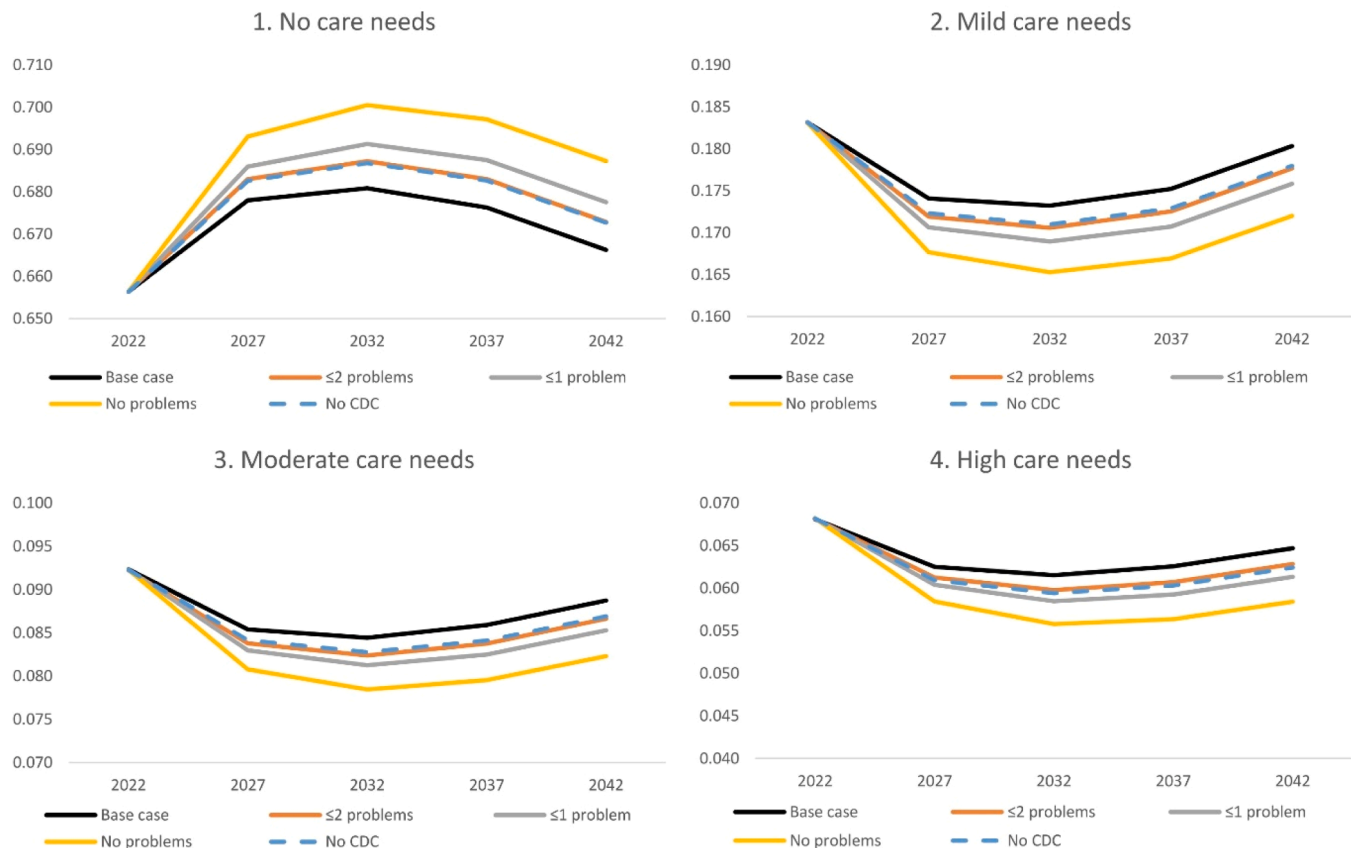 1. No care needs
0.710
0.700
0.690
0.680
0.670
0.660
0.650
2022 2027 2032 2037 2042
Base case ≤2 problems ≤1 problem
No problems No CDC
2. Mild care needs
0.190
0.185
0.180
0.175
0.170
0.165
0.160
2022 2027 2032 2037 2042
Base case ≤2 problems ≤1 problem
No problems No CDC
3. Moderate care needs
0.100
0.095
0.090
0.085
0.080
0.075
0.070
2022 2027 2032 2037 2042
Base case ≤2 problems ≤1 problem
No problems No CDC
4. High care needs
0.070
0.065
0.060
0.055
0.050
0.045
0.040
2022 2027 2032 2037 2042
Base case ≤2 problems ≤1 problem
No problems No CDC